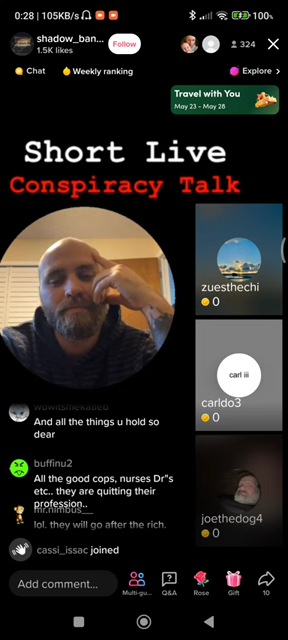 0:28 | 105KB/s
100%
shadow_ban...
1.5K likes
Follow
324
Chat
Weekly ranking
Explore >
Travel with You
May 23 - May 28
Short Live
Conspiracy Talk
zuesthechi
0
carl iii
carldo3
0
joethedog4
0
And all the things u hold so
dear
buffinu2
All the good cops, nurses Dr"s
etc.. they are quitting their
profession..
mr.nimbus__
lol. they will go after the rich.
cassi_issac joined
Add comment...
Multi-gu...
Q&A
Rose
Gift
10